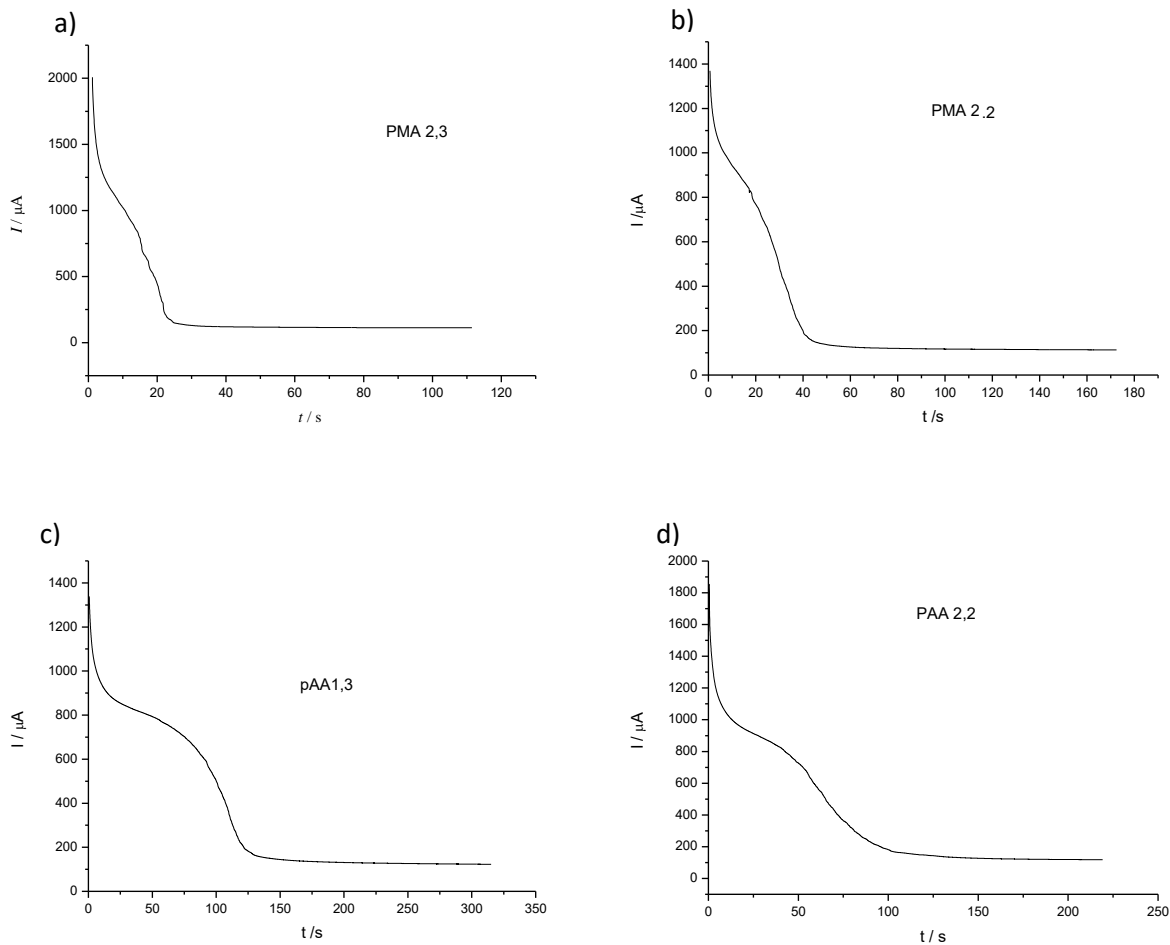 a)
2000
1500
1000
500
0
I / μA
PMA 2,3
0 20 40 60 80 100 120
t / s
b)
1400
1200
1000
800
600
400
200
0
I /μA
PMA 2.2
0 20 40 60 80 100 120 140 160 180
t /s
c)
1400
1200
1000
800
600
400
200
0
I / μA
pAA1,3
0 50 100 150 200 250 300 350
t / s
d)
2000
1800
1600
1400
1200
1000
800
600
400
200
0
I / μA
PAA 2,2
0 50 100 150 200 250
t / s